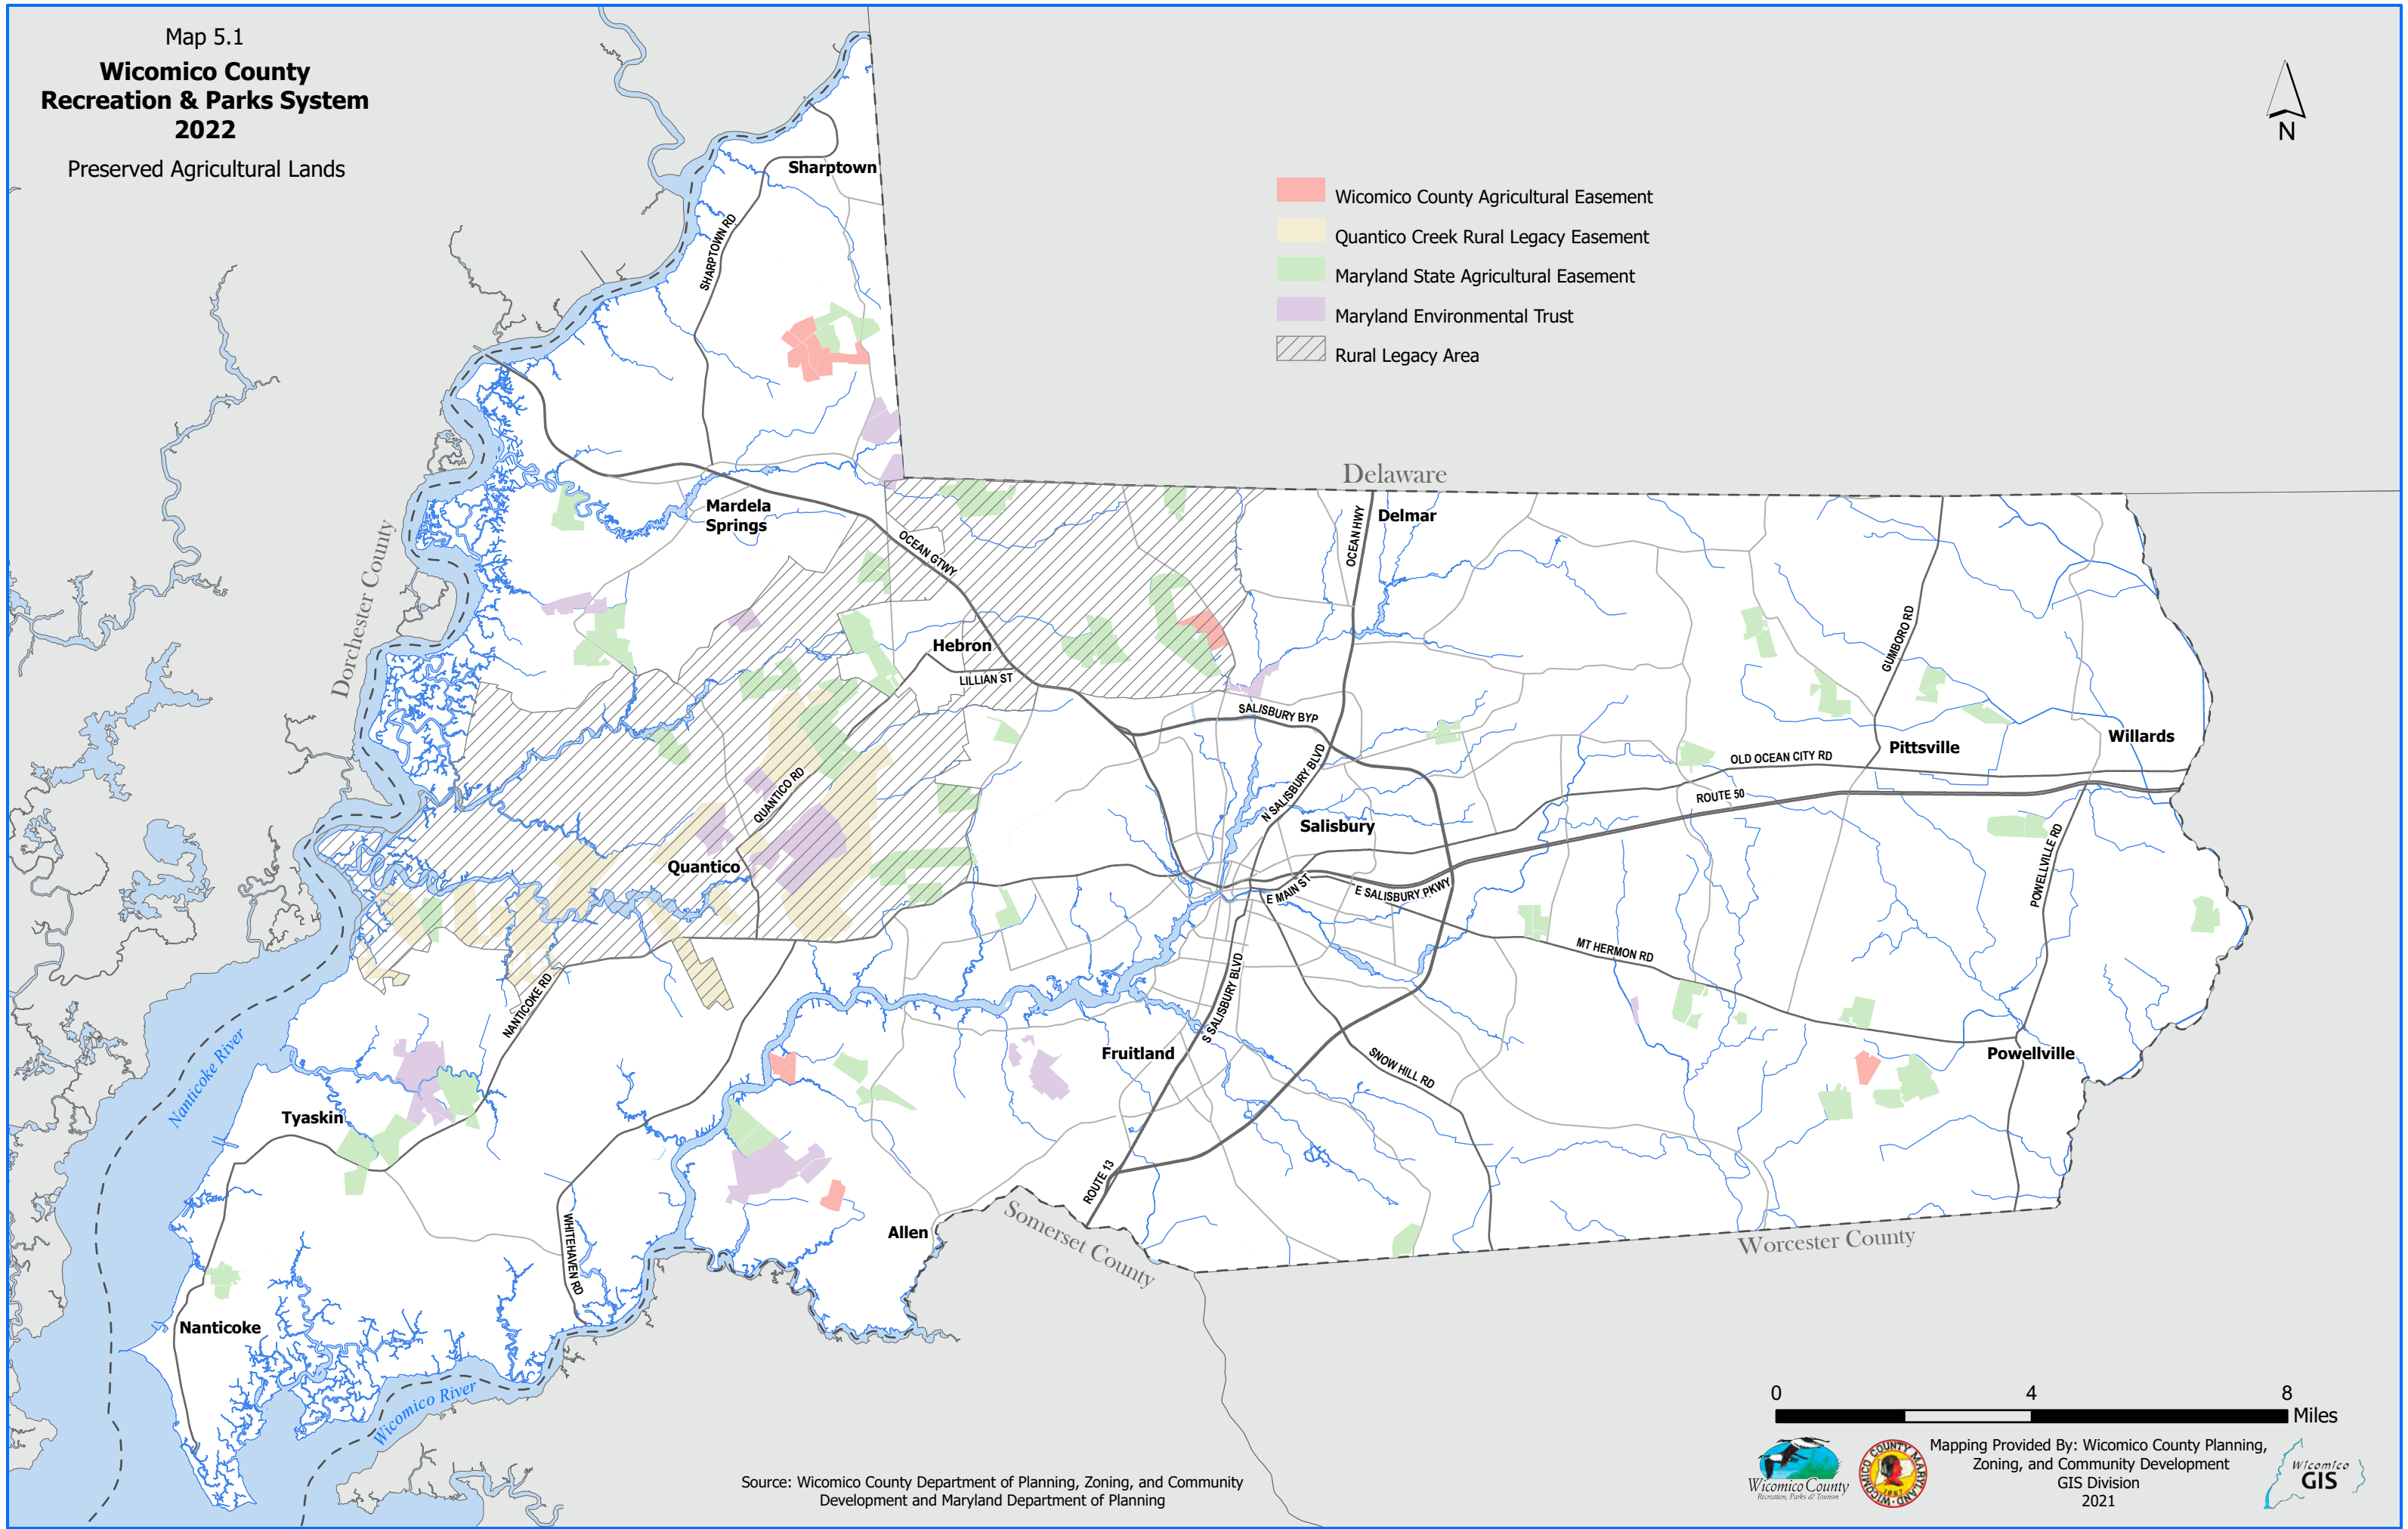 Map 5.1
Wicomico County
Recreation & Parks System
2022
Preserved Agricultural Lands
N
Wicomico County Agricultural Easement
Quantico Creek Rural Legacy Easement
Maryland State Agricultural Easement
Maryland Environmental Trust
Rural Legacy Area
Sharptown
SHARPTOWN RD
Delaware
Mardela
Springs
Delmar
OCEAN HWY
OCEAN GTWY
Dorchester County
Hebron
LILLIAN ST
GUMBORO RD
SALISBURY BYP
Pittsville
Willards
OLD OCEAN CITY RD
ROUTE 50
N SALISBURY BLVD
QUANTICO RD
Salisbury
Quantico
E MAIN ST
E SALISBURY PKWY
POWELLVILLE RD
MT HERMON RD
NANTICOKE RD
S SALISBURY BLVD
Nanticoke River
Fruitland
SNOW HILL RD
Powellville
Tyaskin
ROUTE 13
WHITEHAVEN RD
Allen
Somerset County
Worcester County
Nanticoke
Wicomico River
0 4 8
Miles
Source: Wicomico County Department of Planning, Zoning, and Community
Development and Maryland Department of Planning
Wicomico County
Recreation, Parks & Tourism
WICOMICO COUNTY MARYLAND
1867
Mapping Provided By: Wicomico County Planning,
Zoning, and Community Development
GIS Division
2021
Wicomico
GIS